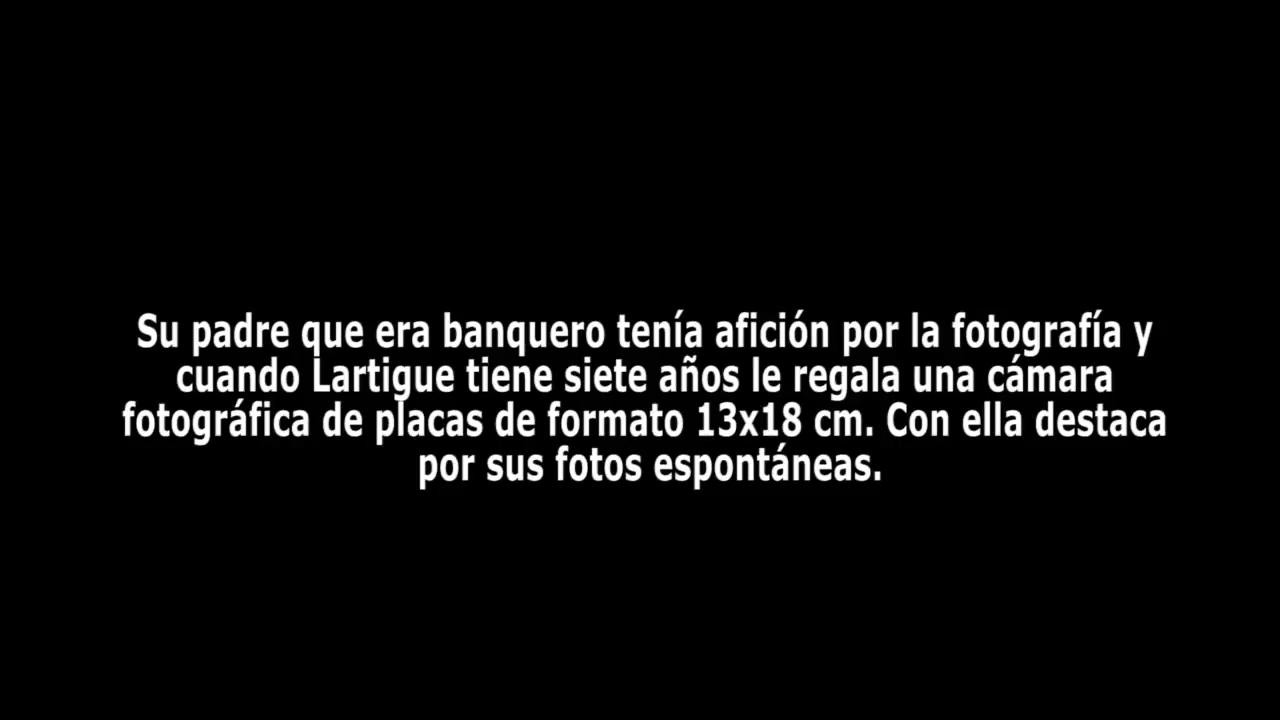 Su padre que era banquero tenía afición por la fotografía y
cuando Lartigue tiene siete años le regala una cámara
fotográfica de placas de formato 13x18 cm. Con ella destaca
por sus fotos espontáneas.